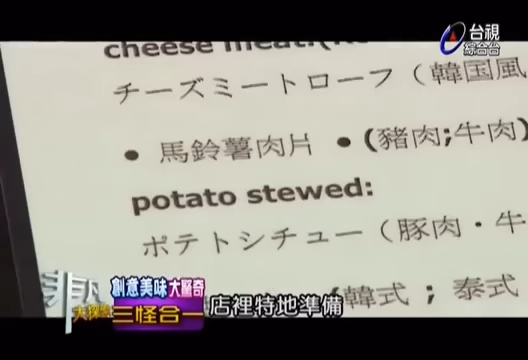 台視
綜合台
cheese meat:
チーズミートローフ（韓国風
• 馬鈴薯肉片 • (豬肉;牛肉)
potato stewed:
ポテトシチュー（豚肉・牛
(韓式；泰式
創意美味大驚奇
三怪合一
店裡特地準備